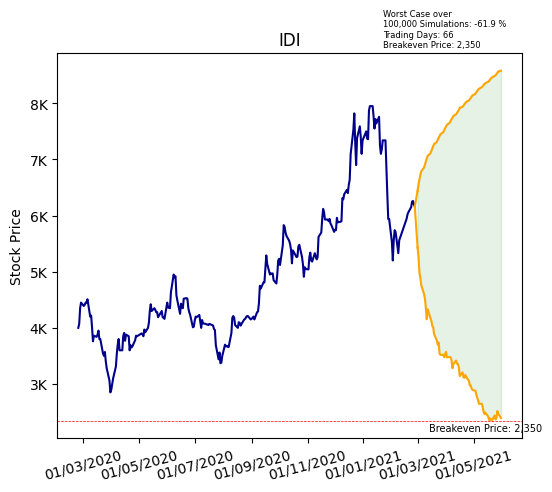 Worst Case over
100,000 Simulations: -61.9 %
Trading Days: 66
Breakeven Price: 2,350
IDI
Stock Price
8K
7K
6K
5K
4K
3K
Breakeven Price: 2,350
01/03/2020
01/05/2020
01/07/2020
01/09/2020
01/11/2020
01/01/2021
01/03/2021
01/05/2021